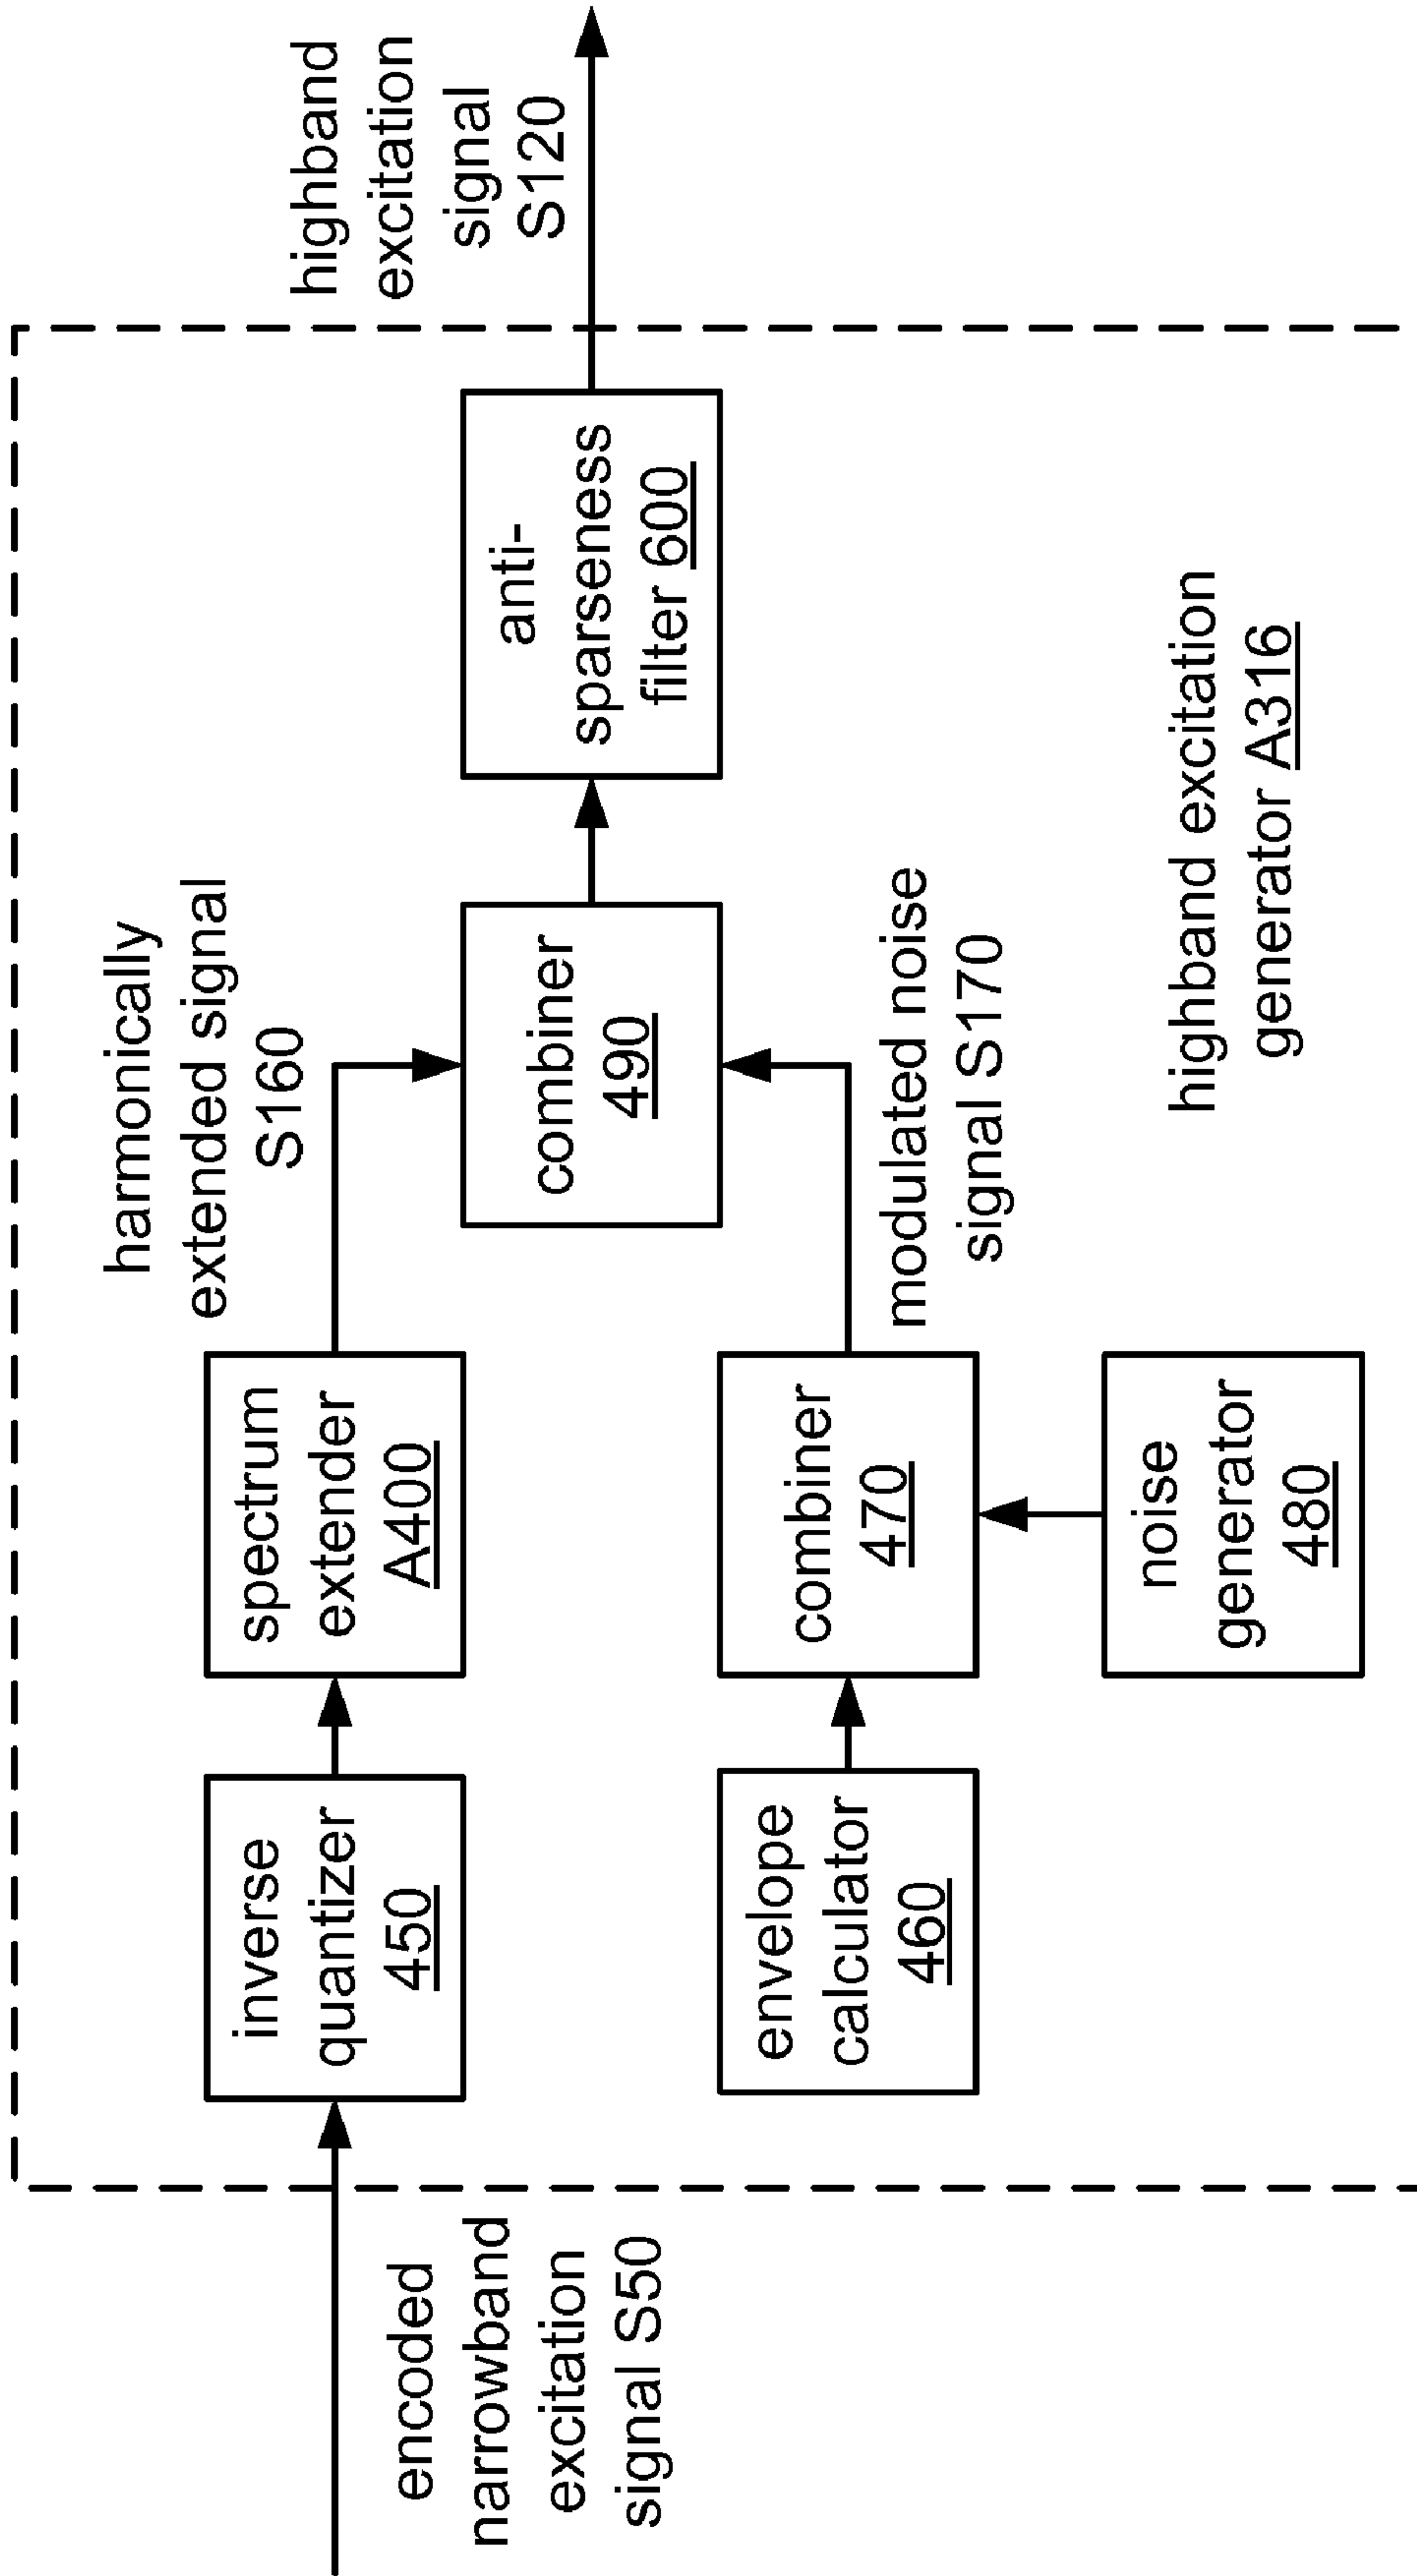 encoded
narrowband
excitation
signal S50
inverse
quantizer
450
spectrum
extender
A400
harmonically
extended signal
S160
envelope
calculator
460
combiner
470
noise
generator
480
modulated noise
signal S170
combiner
490
anti-
sparseness
filter 600
highband
excitation
signal
S120
highband excitation
generator A316